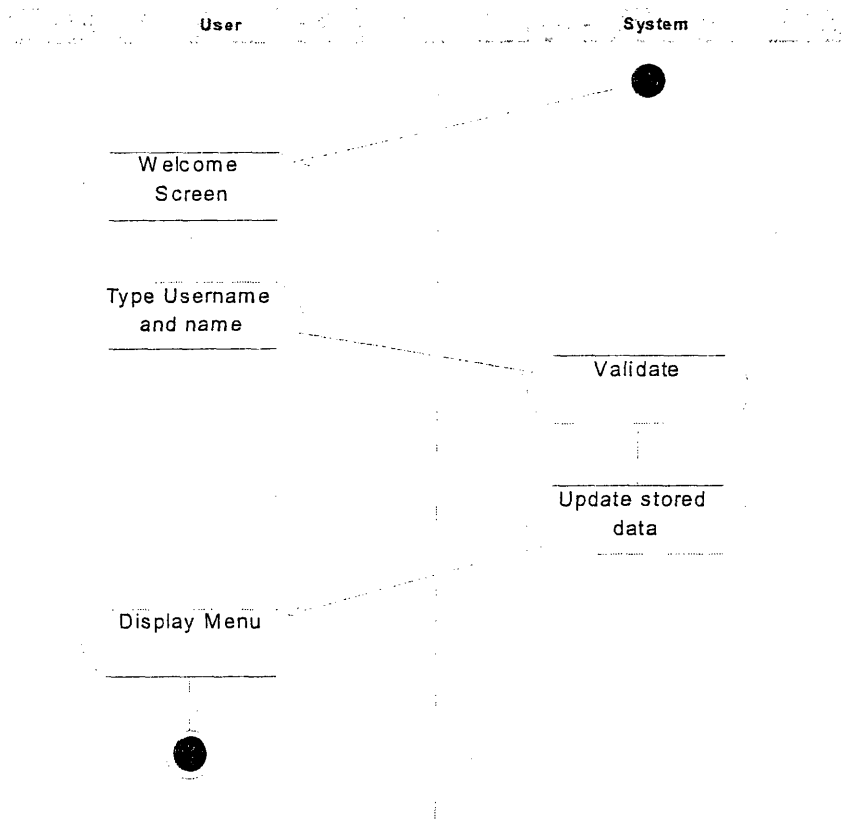 User
System
Welcome
Screen
Type Username
and name
Validate
Update stored
data
Display Menu